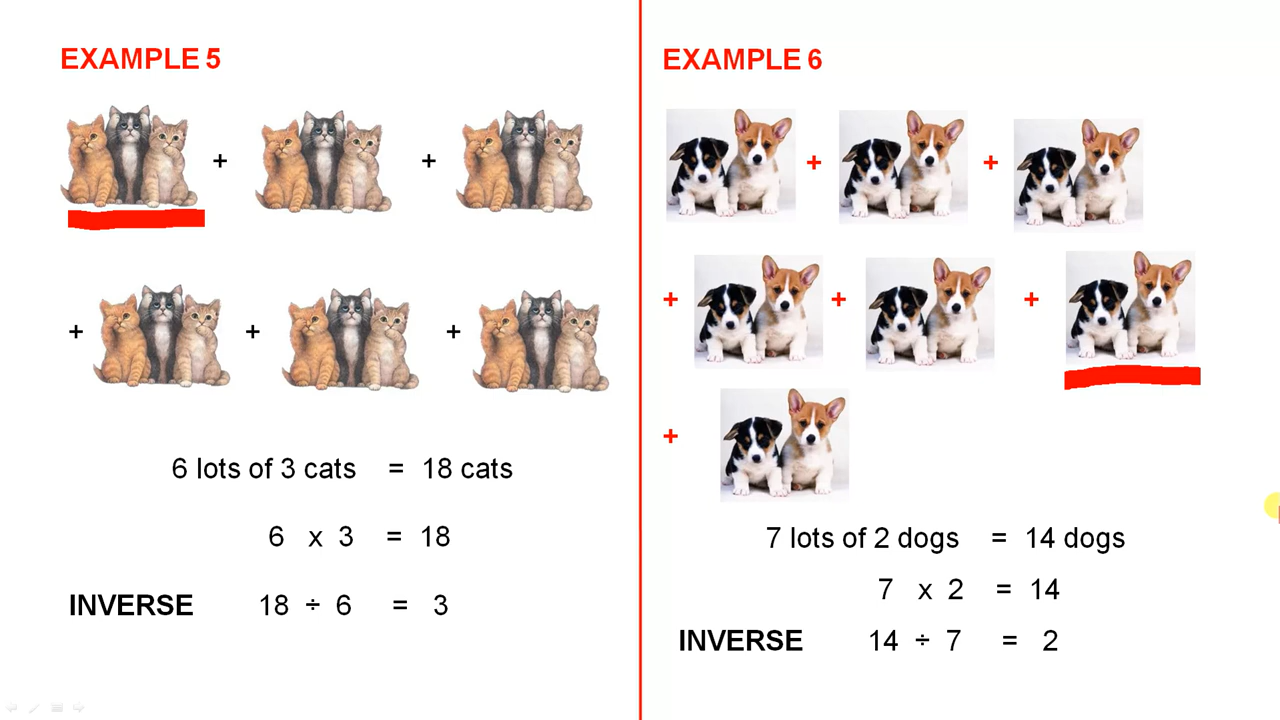 EXAMPLE 5
+ +
+ + +
6 lots of 3 cats = 18 cats
6 x 3 = 18
INVERSE 18 ÷ 6 = 3
EXAMPLE 6
+ +
+ + +
+
7 lots of 2 dogs = 14 dogs
7 x 2 = 14
INVERSE 14 ÷ 7 = 2